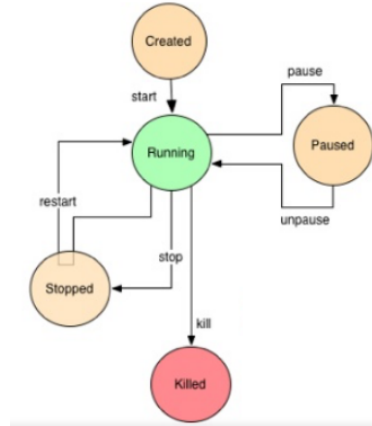 Created
start
pause
Running
Paused
restart
unpause
stop
Stopped
kill
Killed